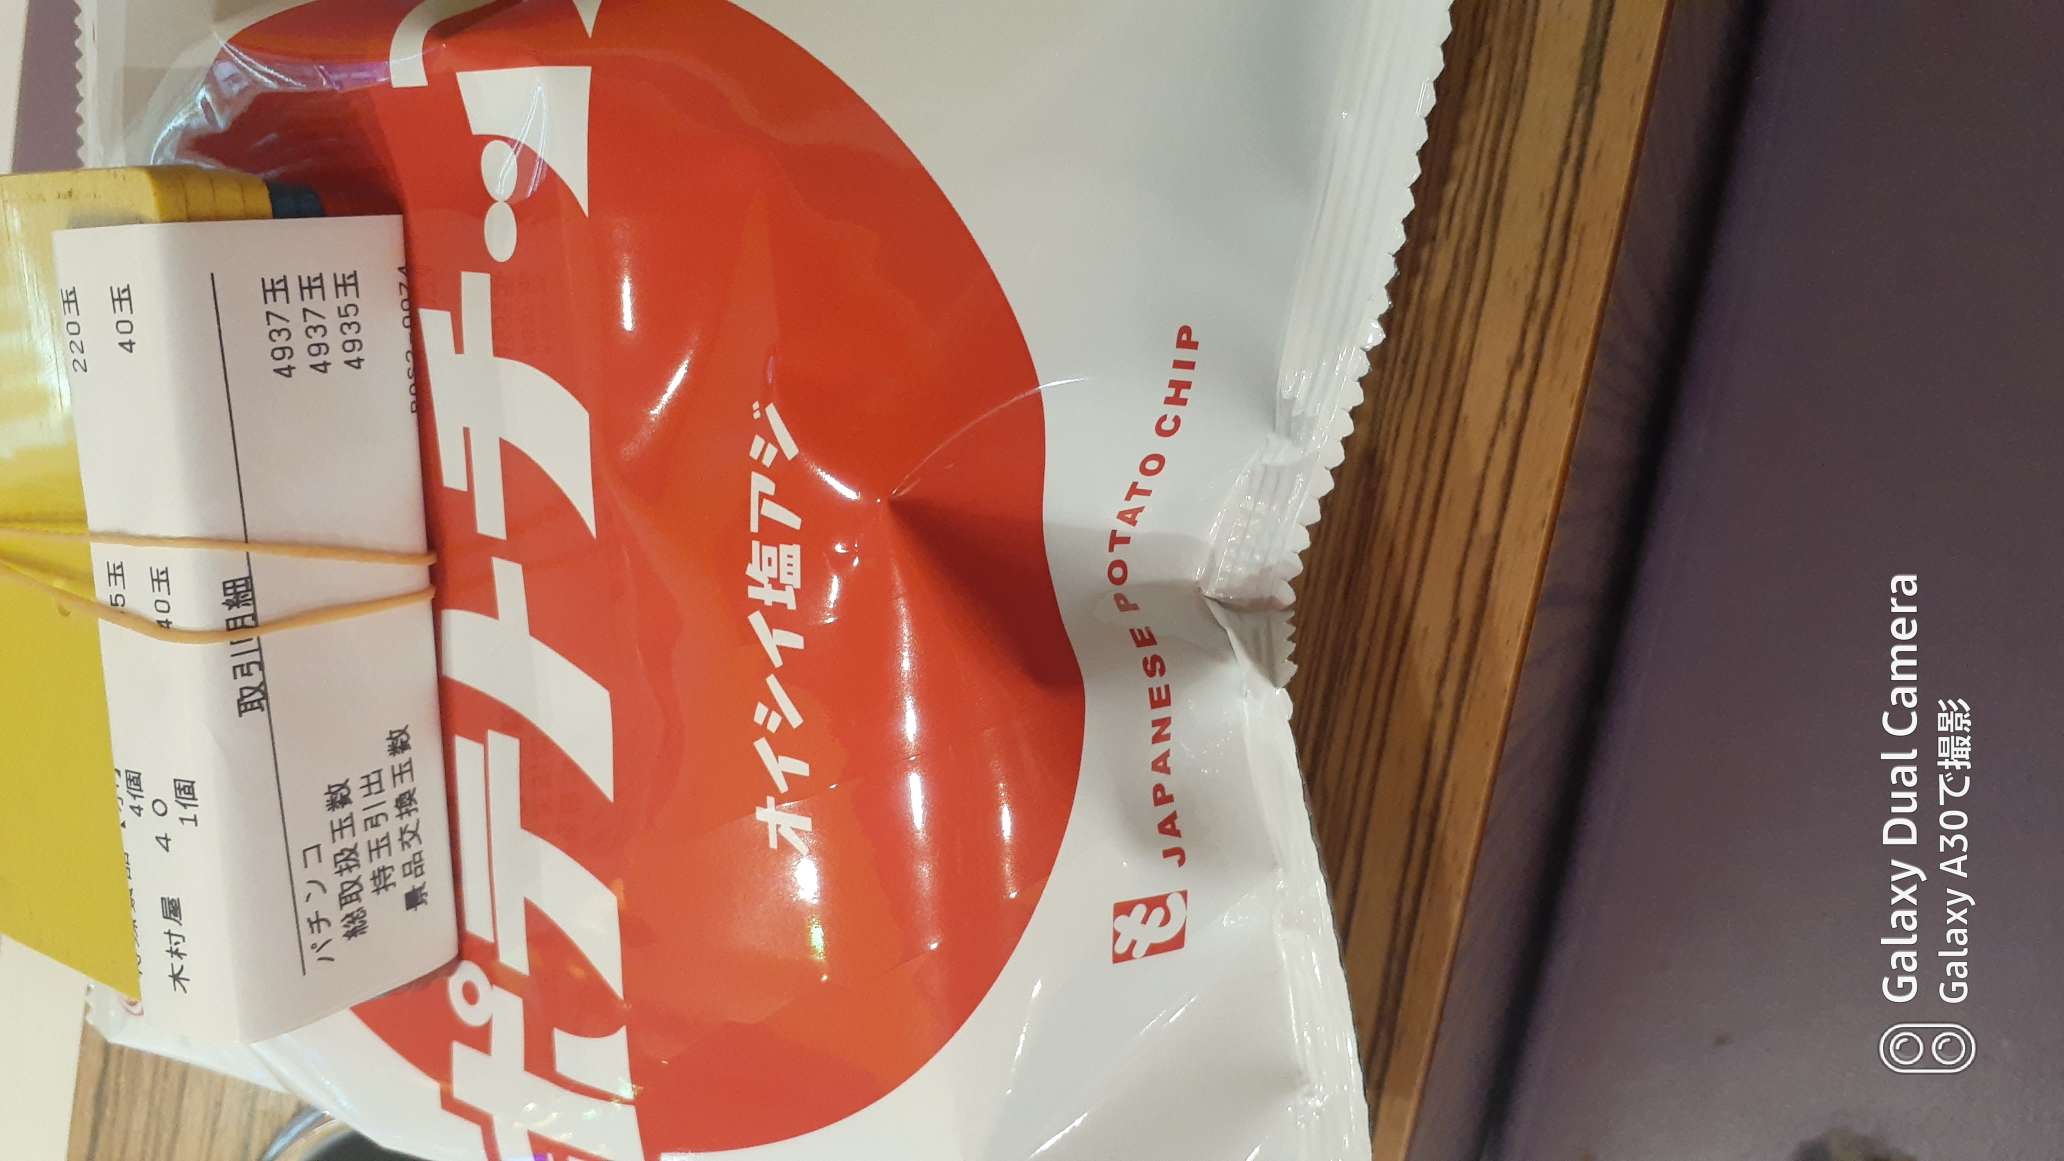 220玉
40玉
5玉
4個 40玉
木村屋 40
1個
取引明細
パチンコ
総取扱玉数 4937玉
持玉引出 4937玉
景品交換玉数 4935玉
ポテトチー
オイシイ塩アジ
JAPANESE POTATO CHIP
Galaxy Dual Camera
Galaxy A30で撮影